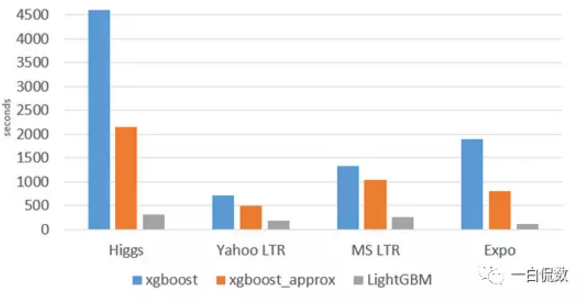 4500
4000
3500
3000
2500
2000
1500
1000
500
0
seconds
Higgs Yahoo LTR MS LTR Expo
xgboost xgboost_approx LightGBM
一白侃数